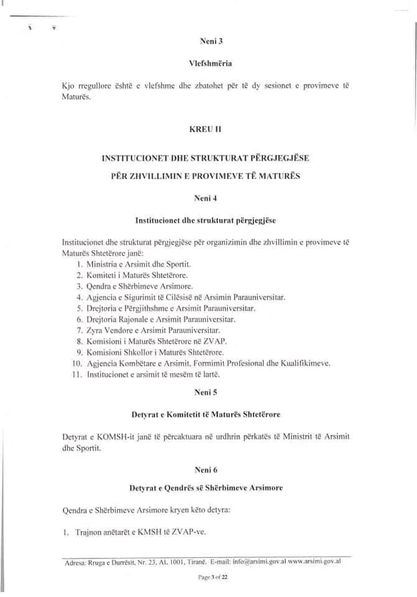 Neni 3
Vlefshmëria
Kjo rregullore është e vlefshme dhe zbatohet për të dy sesionet e provimeve të
Maturës.
KREU II
INSTITUCIONET DHE STRUKTURAT PËRGJEGJËSE
PËR ZHVILLIMIN E PROVIMEVE TË MATURËS
Neni 4
Institucionet dhe strukturat përgjegjëse
Institucionet dhe strukturat përgjegjëse për organizimin dhe zhvillimin e provimeve të
Maturës Shtetërore janë:
1. Ministria e Arsimit dhe Sportit.
2. Komiteti i Maturës Shtetërore.
3. Qendra e Shërbimeve Arsimore.
4. Agjencia e Sigurimit të Cilësisë në Arsimin Parauniversitar.
5. Drejtoria e Përgjithshme e Arsimit Parauniversitar.
6. Drejtoria Rajonale e Arsimit Parauniversitar.
7. Zyra Vendore e Arsimit Parauniversitar.
8. Komisioni i Maturës Shtetërore në ZVAP.
9. Komisioni Shkollor i Maturës Shtetërore.
10. Agjencia Kombëtare e Arsimit, Formimit Profesional dhe Kualifikimeve.
11. Institucionet e arsimit të mesëm të lartë.
Neni 5
Detyrat e Komitetit të Maturës Shtetërore
Detyrat e KOMSH-it janë të përcaktuara në urdhrin përkatës të Ministrit të Arsimit
dhe Sportit.
Neni 6
Detyrat e Qendrës së Shërbimeve Arsimore
Qendra e Shërbimeve Arsimore kryen këto detyra:
1. Trajnon anëtarët e KMSH të ZVAP-ve.
Adresa: Rruga e Durrësit, Nr. 23, AL 1001, Tiranë. E-mail: info@arsimi.gov.al www.arsimi.gov.al
Page 3 of 22